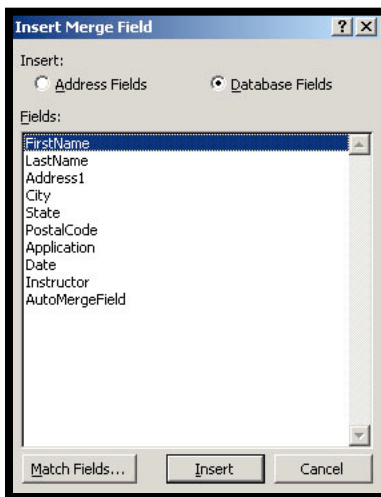 Insert Merge Field
Insert:
Address Fields
Database Fields
Fields:
FirstName
LastName
Address1
City
State
PostalCode
Application
Date
Instructor
AutoMergeField
Match Fields...
Insert
Cancel